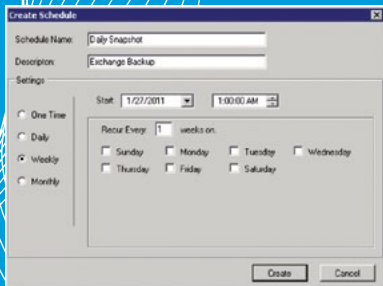 Create Schedule
Schedule Name: Daily Snapshot
Description: Exchange Backup
Settings
Start: 1/27/2011 1:00:00 AM
One Time
Recur Every: 1 weeks on:
Daily
Sunday Monday Tuesday Wednesday
Weekly
Thursday Friday Saturday
Monthly
Create Cancel